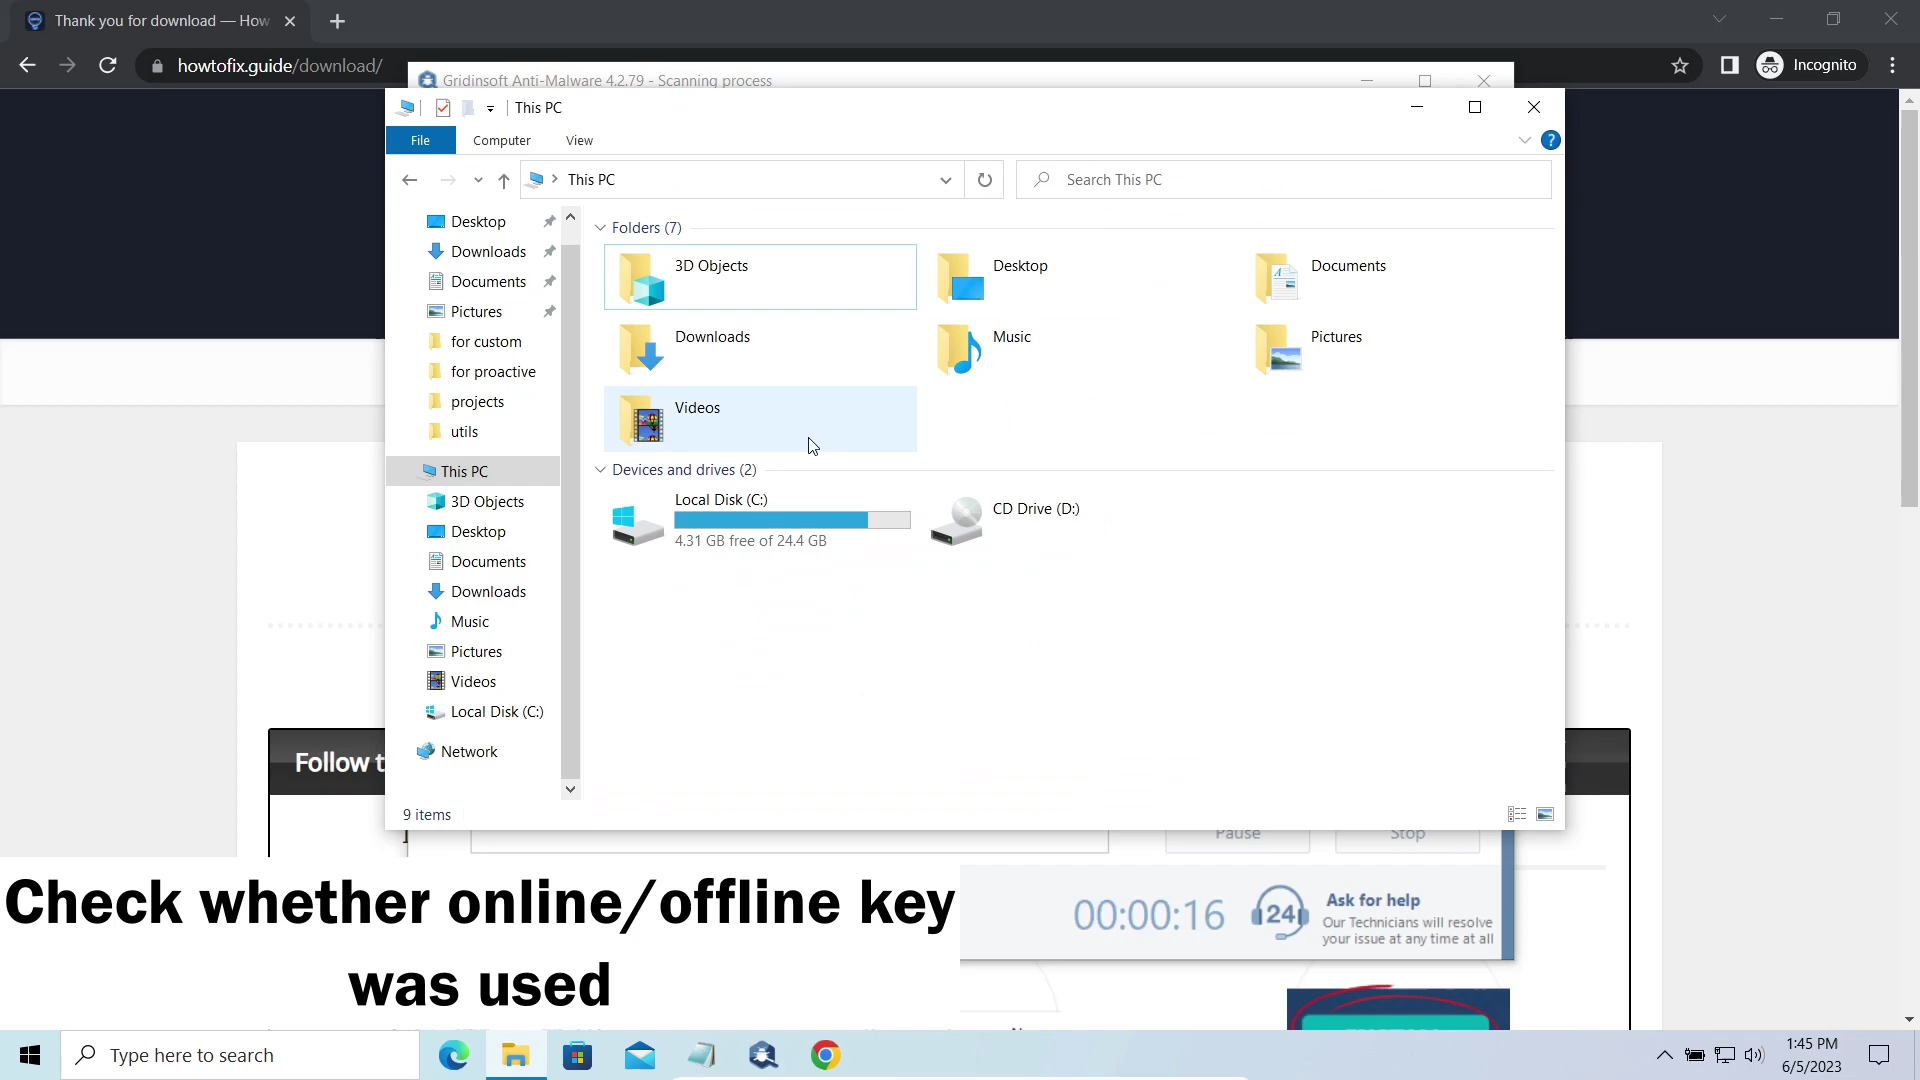 Thank you for download — How
howtofix.guide/download/
Incognito
Gridinsoft Anti-Malware 4.2.79 - Scanning process
This PC
File
Computer
View
This PC
Search This PC
Desktop
Downloads
Documents
Pictures
for custom
for proactive
projects
utils
This PC
3D Objects
Desktop
Documents
Downloads
Music
Pictures
Videos
Local Disk (C:)
Network
Folders (7)
3D Objects
Desktop
Documents
Downloads
Music
Pictures
Videos
Devices and drives (2)
Local Disk (C:)
4.31 GB free of 24.4 GB
CD Drive (D:)
9 items
Follow t
Pause
Stop
Check whether online/offline key
was used
00:00:16
24
Ask for help
Our Technicians will resolve
your issue at any time at all
Type here to search
1:45 PM
6/5/2023